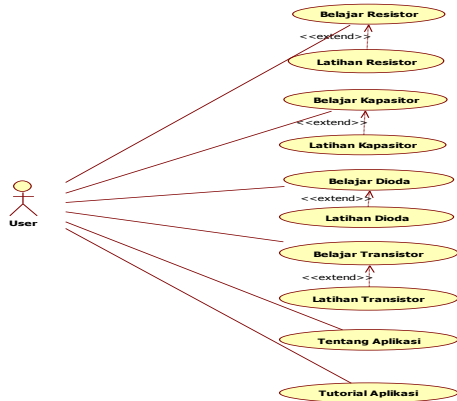 Belajar Resistor
<<extend>>
Latihan Resistor
Belajar Kapasitor
<<extend>>
Latihan Kapasitor
Belajar Dioda
<<extend>>
Latihan Dioda
User
Belajar Transistor
<<extend>>
Latihan Transistor
Tentang Aplikasi
Tutorial Aplikasi